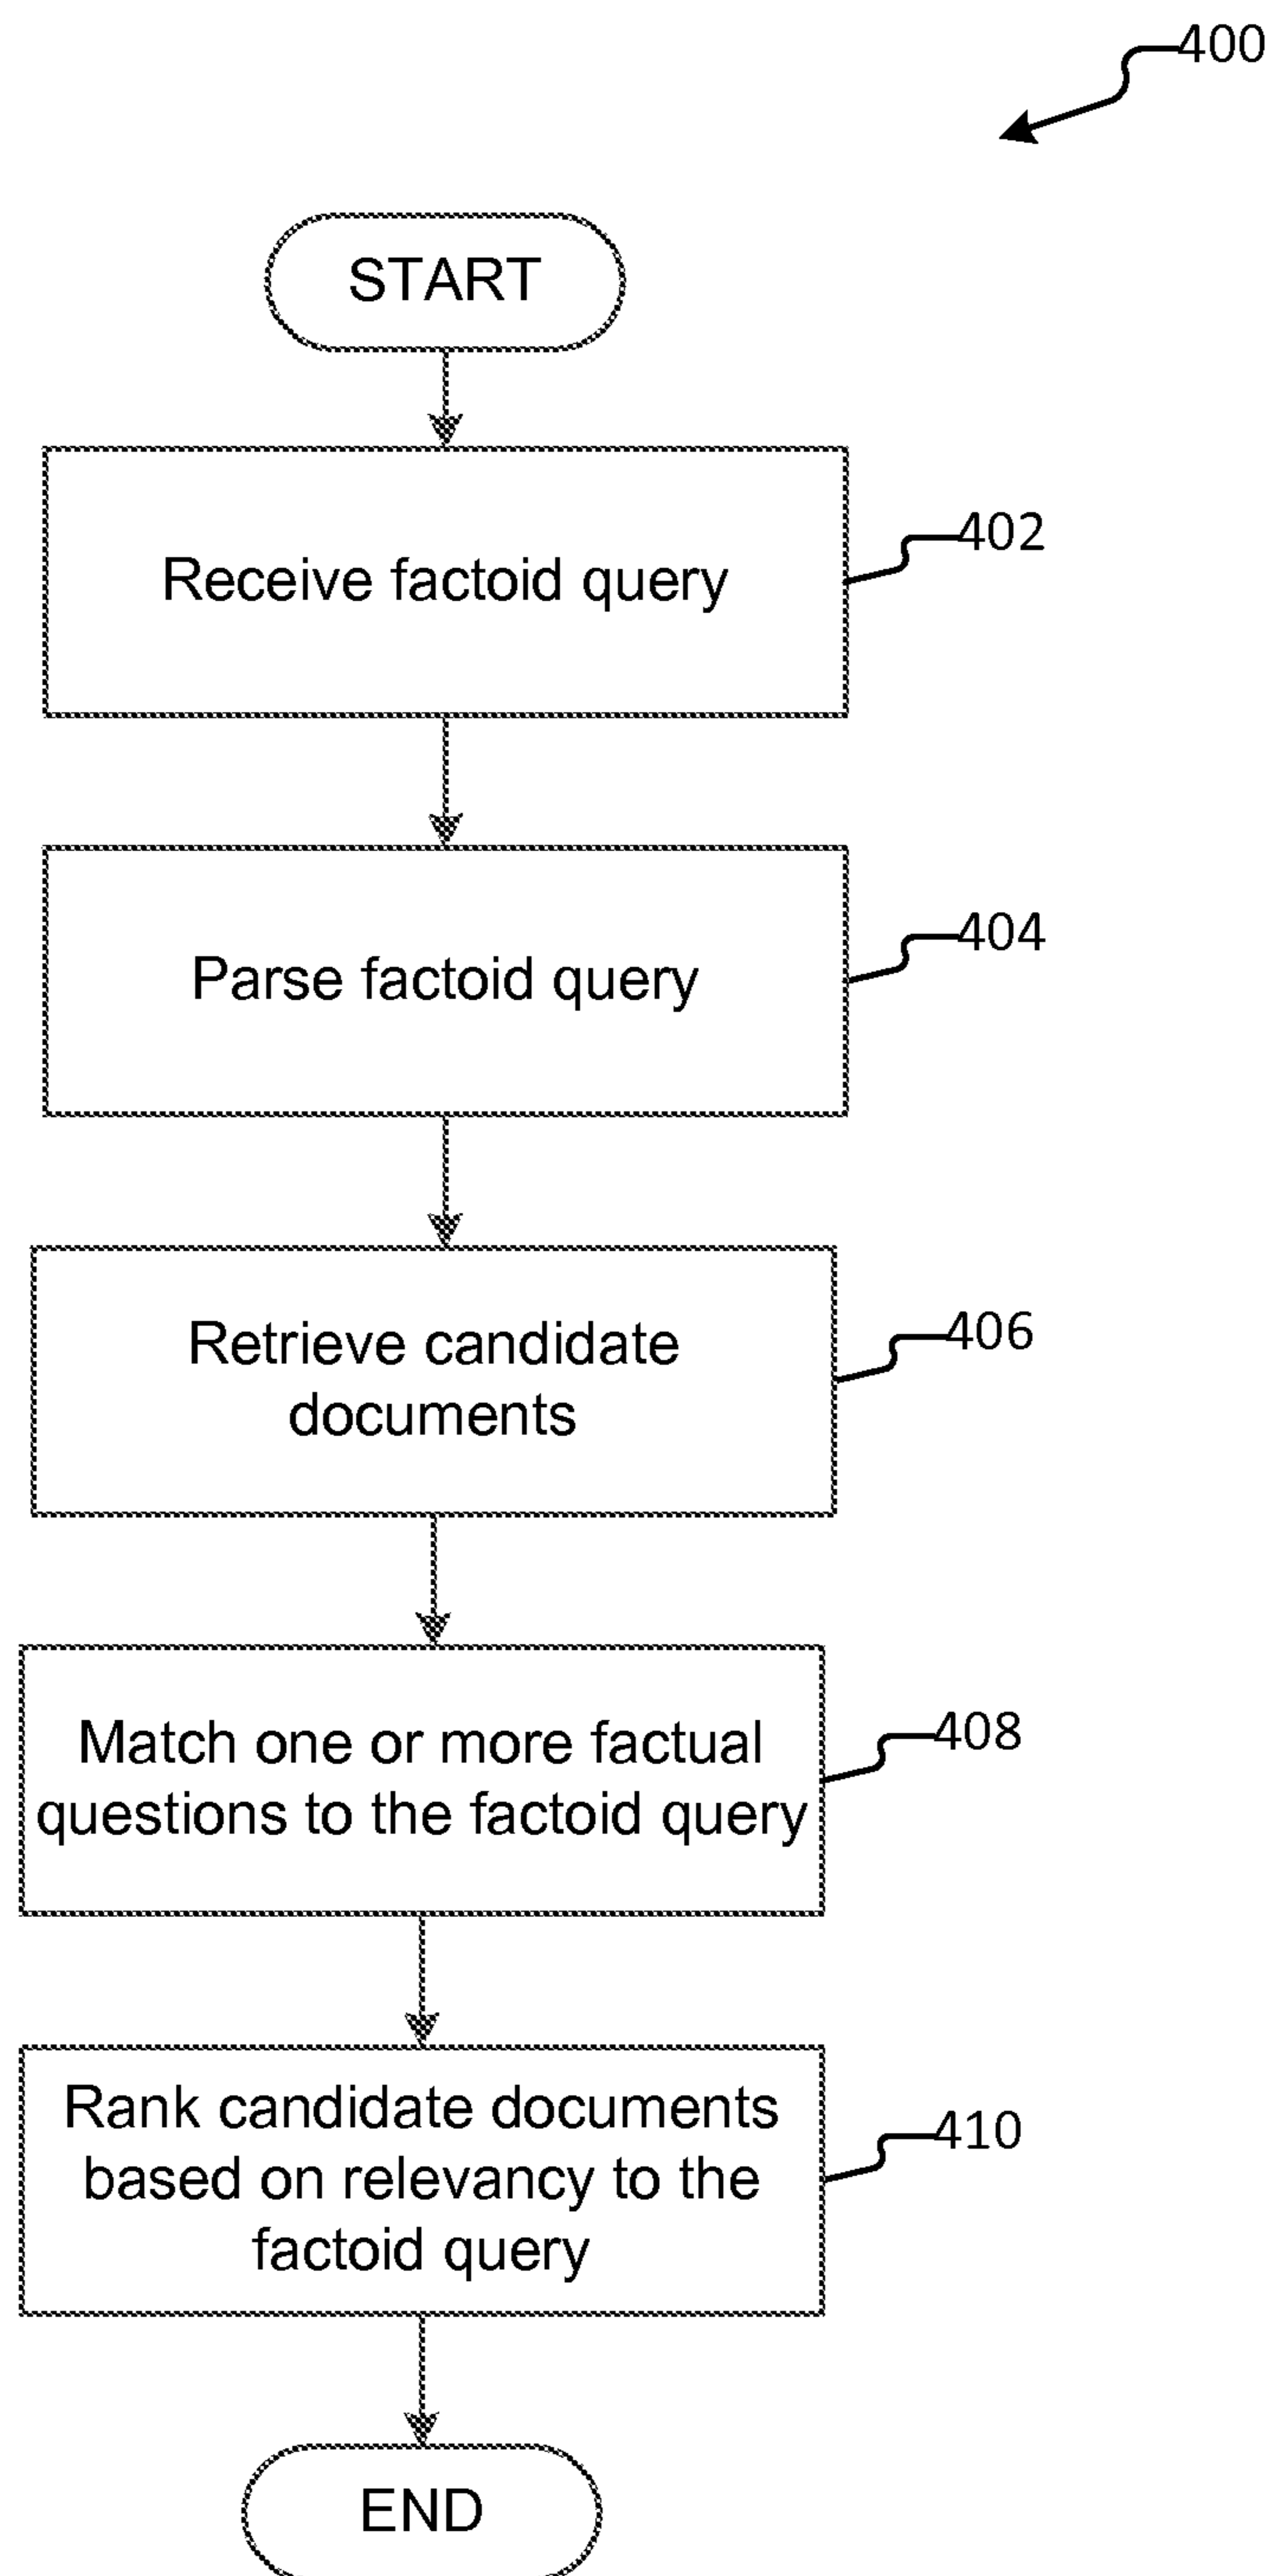 400
START
Receive factoid query
402
Parse factoid query
404
Retrieve candidate
documents
406
Match one or more factual
questions to the factoid query
408
Rank candidate documents
based on relevancy to the
factoid query
410
END